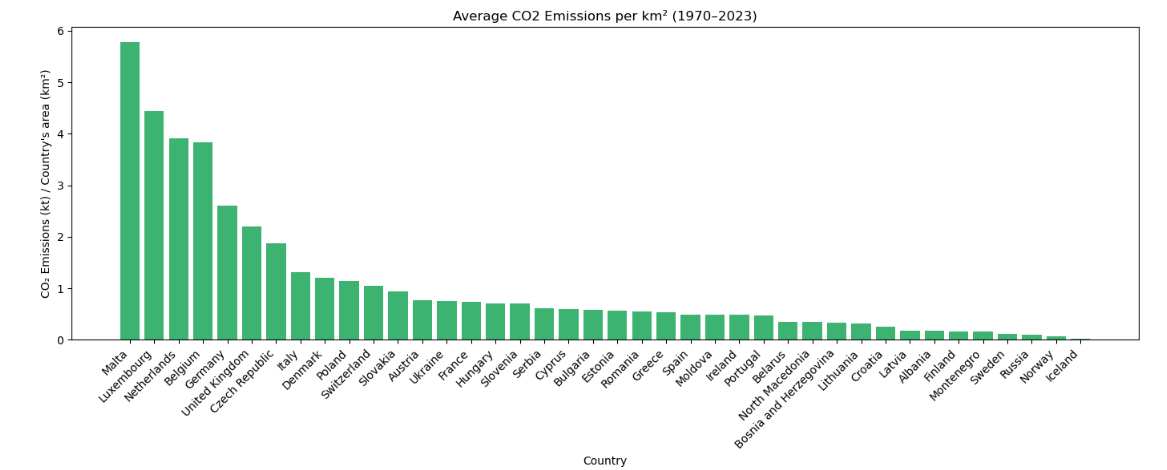 Average CO2 Emissions per km² (1970–2023)
CO₂ Emissions (kt) / Country's area (km²)
6
5
4
3
2
1
0
Malta
Luxembourg
Netherlands
Belgium
Germany
United Kingdom
Czech Republic
Italy
Denmark
Poland
Switzerland
Slovakia
Austria
Ukraine
France
Hungary
Slovenia
Serbia
Cyprus
Bulgaria
Estonia
Romania
Greece
Spain
Moldova
Ireland
Portugal
Belarus
North Macedonia
Bosnia and Herzegovina
Lithuania
Croatia
Latvia
Albania
Finland
Montenegro
Sweden
Russia
Norway
Iceland
Country